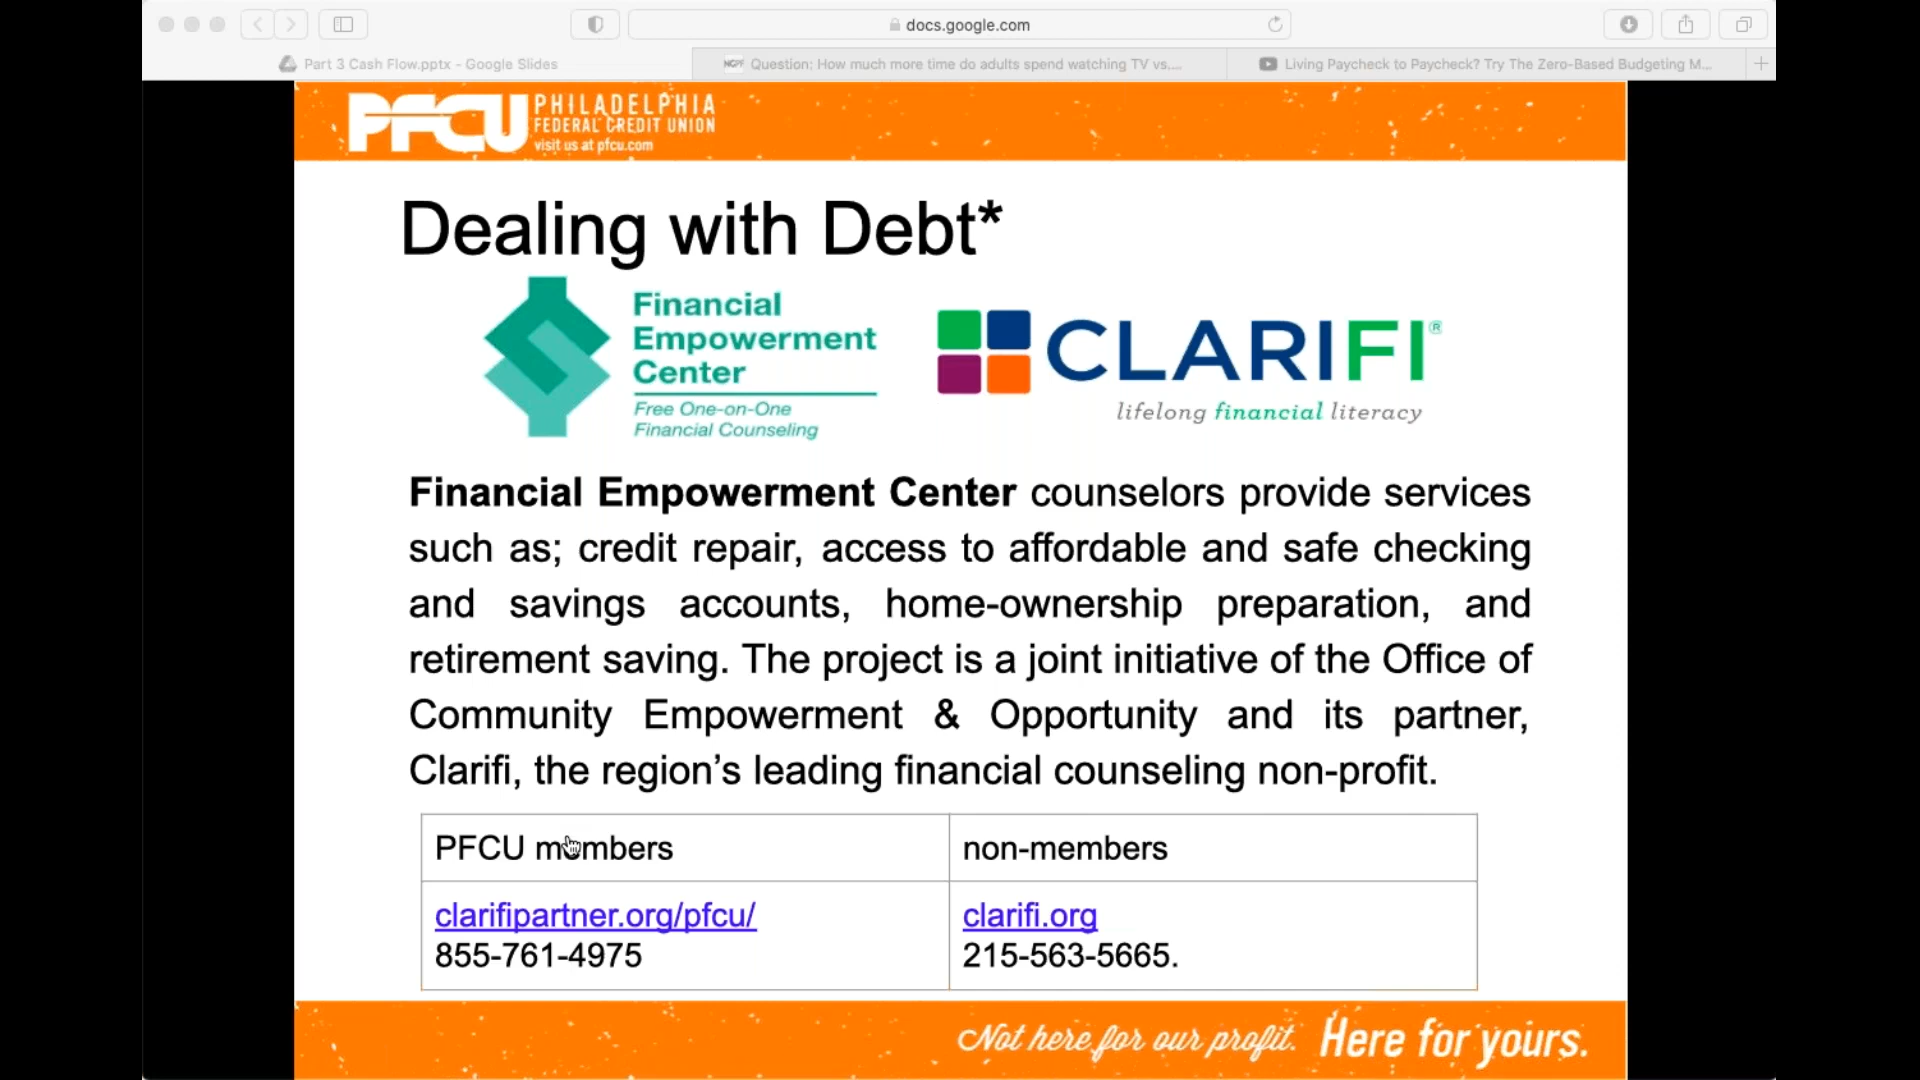 docs.google.com
Part 3 Cash Flow.pptx - Google Slides
NGPF Question: How much more time do adults spend watching TV vs....
Living Paycheck to Paycheck? Try The Zero-Based Budgeting M...
PFCU PHILADELPHIA
FEDERAL CREDIT UNION
visit us at pfcu.com
Dealing with Debt*
Financial
Empowerment
Center
Free One-on-One
Financial Counseling
CLARIFI®
lifelong financial literacy
Financial Empowerment Center counselors provide services
such as; credit repair, access to affordable and safe checking
and savings accounts, home-ownership preparation, and
retirement saving. The project is a joint initiative of the Office of
Community Empowerment & Opportunity and its partner,
Clarifi, the region’s leading financial counseling non-profit.
PFCU members
non-members
clarifipartner.org/pfcu/
855-761-4975
clarifi.org
215-563-5665.
Not here for our profit. Here for yours.